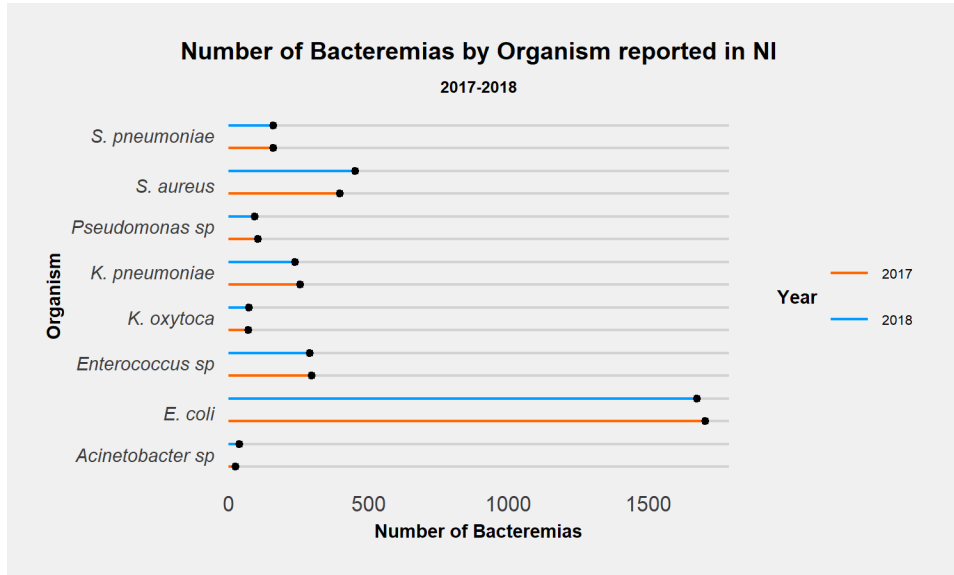 Number of Bacteremias by Organism reported in NI
2017-2018
S. pneumoniae
S. aureus
Pseudomonas sp
K. pneumoniae
K. oxytoca
Enterococcus sp
E. coli
Acinetobacter sp
Organism
0 500 1000 1500
Number of Bacteremias
Year
2017
2018